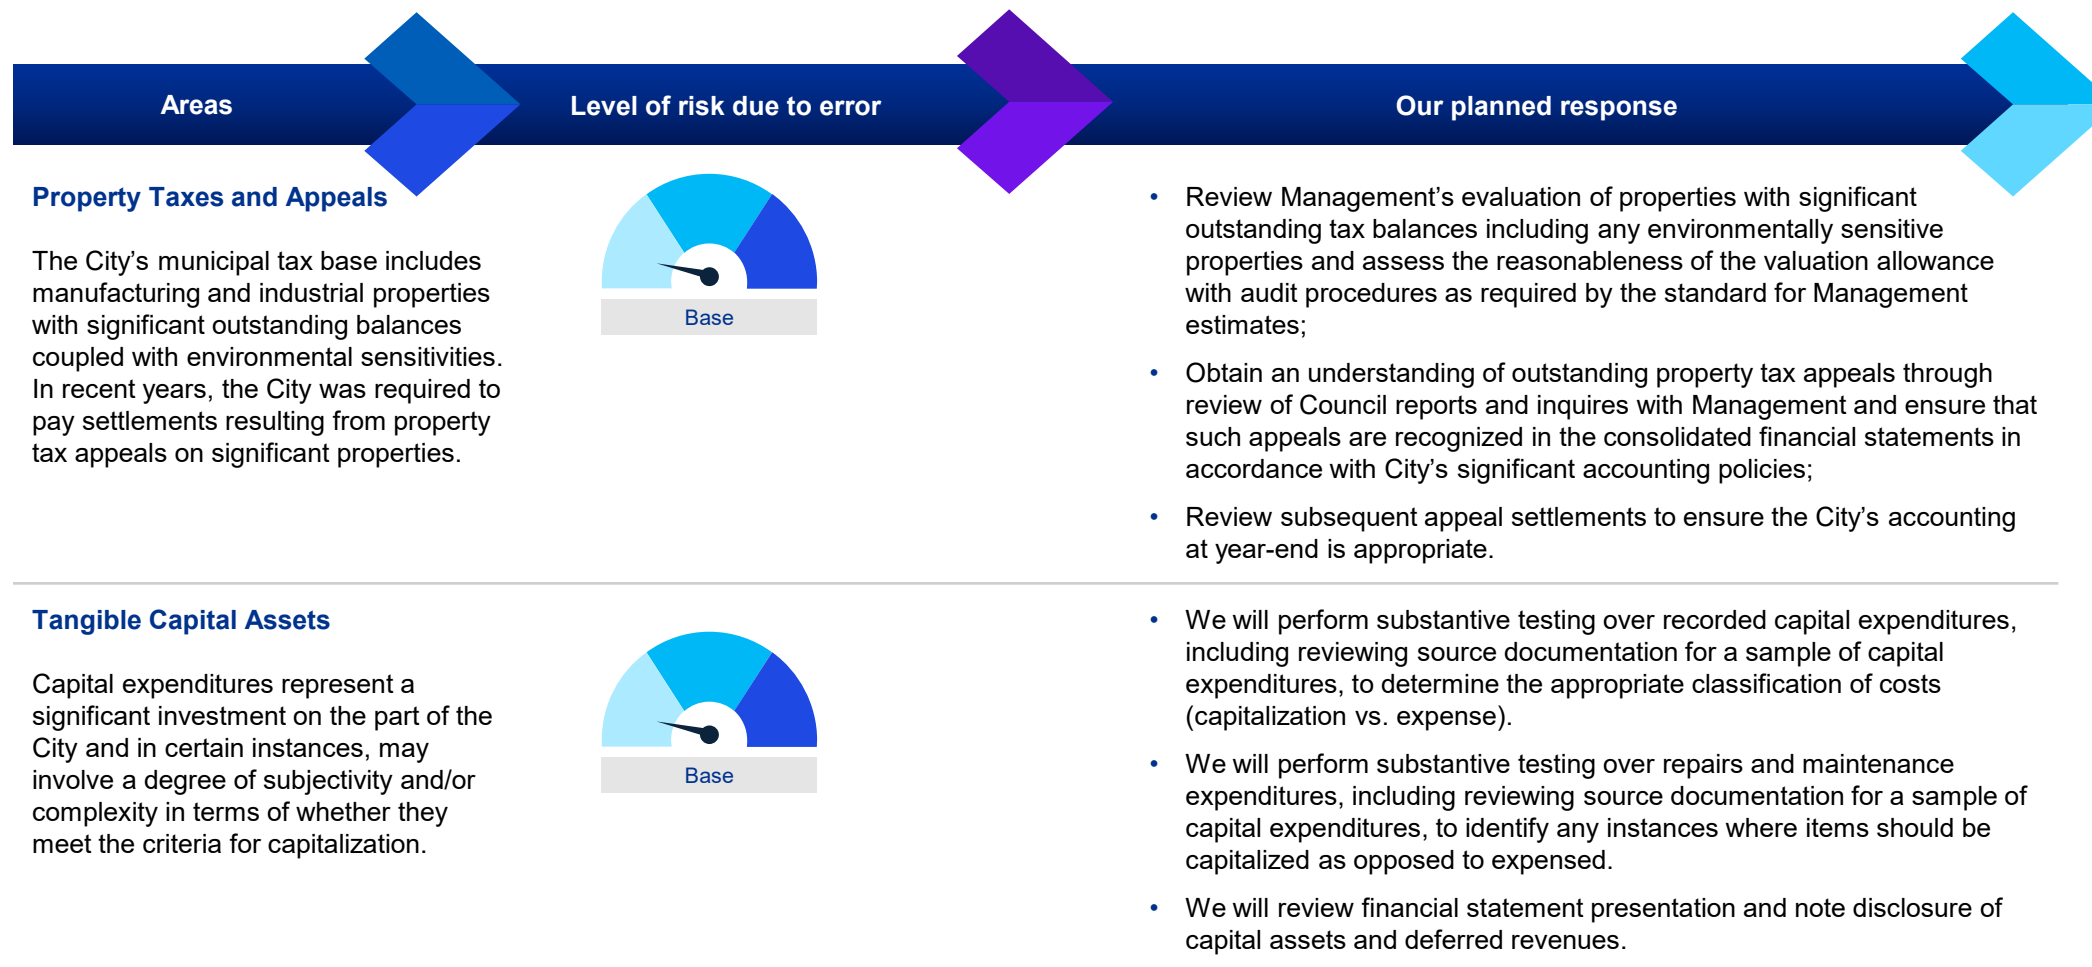 Areas
Level of risk due to error
Our planned response
Property Taxes and Appeals
The City’s municipal tax base includes
manufacturing and industrial properties
with significant outstanding balances
coupled with environmental sensitivities.
In recent years, the City was required to
pay settlements resulting from property
tax appeals on significant properties.
Base
• Review Management’s evaluation of properties with significant
outstanding tax balances including any environmentally sensitive
properties and assess the reasonableness of the valuation allowance
with audit procedures as required by the standard for Management
estimates;
• Obtain an understanding of outstanding property tax appeals through
review of Council reports and inquires with Management and ensure that
such appeals are recognized in the consolidated financial statements in
accordance with City’s significant accounting policies;
• Review subsequent appeal settlements to ensure the City’s accounting
at year-end is appropriate.
Tangible Capital Assets
Capital expenditures represent a
significant investment on the part of the
City and in certain instances, may
involve a degree of subjectivity and/or
complexity in terms of whether they
meet the criteria for capitalization.
Base
• We will perform substantive testing over recorded capital expenditures,
including reviewing source documentation for a sample of capital
expenditures, to determine the appropriate classification of costs
(capitalization vs. expense).
• We will perform substantive testing over repairs and maintenance
expenditures, including reviewing source documentation for a sample of
capital expenditures, to identify any instances where items should be
capitalized as opposed to expensed.
• We will review financial statement presentation and note disclosure of
capital assets and deferred revenues.